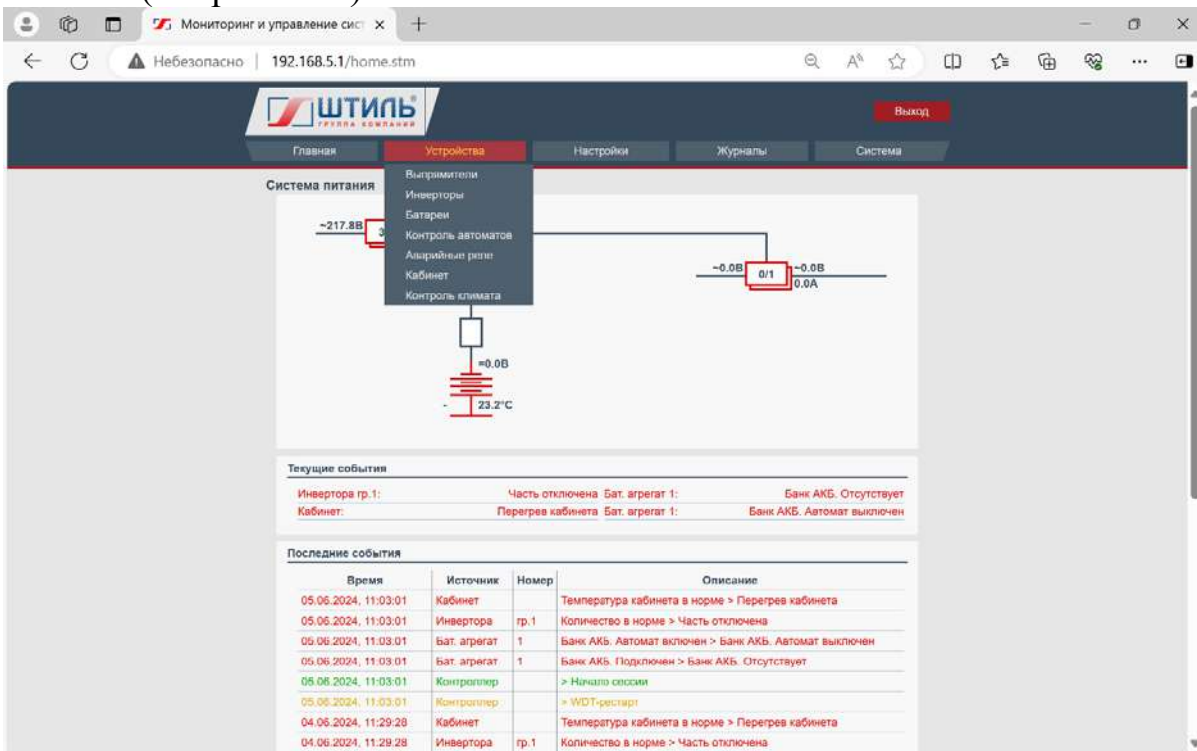 Мониторинг и управление сис
Небезопасно | 192.168.5.1/home.stm
ШТИЛЬ
ГРУППА КОМПАНИЙ
Выход
Главная Устройства Настройки Журналы Система
Выпрямители
Инверторы
Батареи
Контроль автоматов
Аварийные реле
Кабинет
Контроль климата
Система питания
~217.8В
3
~0.0В 0/1 ~0.0В
0.0А
=0.0В
- 23.2°C
Текущие события
Инвертора гр.1: Часть отключена Бат. агрегат 1: Банк АКБ. Отсутствует
Кабинет: Перегрев кабинета Бат. агрегат 1: Банк АКБ. Автомат выключен
Последние события
Время Источник Номер Описание
05.06.2024, 11:03:01 Кабинет Температура кабинета в норме > Перегрев кабинета
05.06.2024, 11:03:01 Инвертора гр.1 Количество в норме > Часть отключена
05.06.2024, 11:03:01 Бат. агрегат 1 Банк АКБ. Автомат включен > Банк АКБ. Автомат выключен
05.06.2024, 11:03:01 Бат. агрегат 1 Банк АКБ. Подключен > Банк АКБ. Отсутствует
05.06.2024, 11:03:01 Контроллер > Начало сессии
05.06.2024, 11:03:01 Контроллер > WDT-рестарт
04.06.2024, 11:29:28 Кабинет Температура кабинета в норме > Перегрев кабинета
04.06.2024, 11:29:28 Инвертора гр.1 Количество в норме > Часть отключена